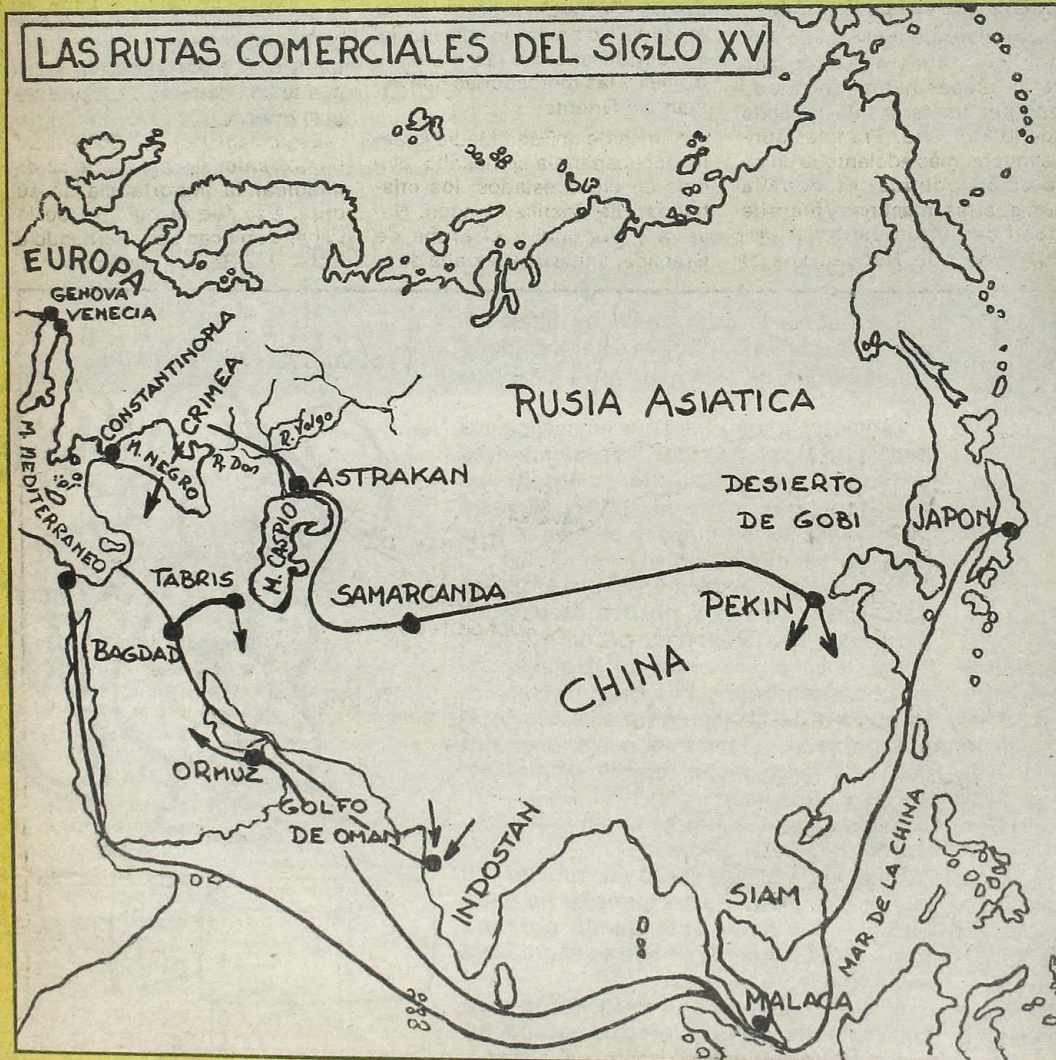 LAS RUTAS COMERCIALES DEL SIGLO XV
EUROPA
GENOVA
VENECIA
CONSTANTINOPLA
CRIMEA
R. Volgo
R. Don
M. NEGRO
M. MEDITERRANEO
ASTRAKAN
M. CASPIO
RUSIA ASIATICA
DESIERTO
DE GOBI
JAPON
TABRIS
SAMARCANDA
PEKIN
BAGDAD
CHINA
ORMUZ
GOLFO
DE OMAN
INDOSTAN
SIAM
MAR DE LA CHINA
MALACA